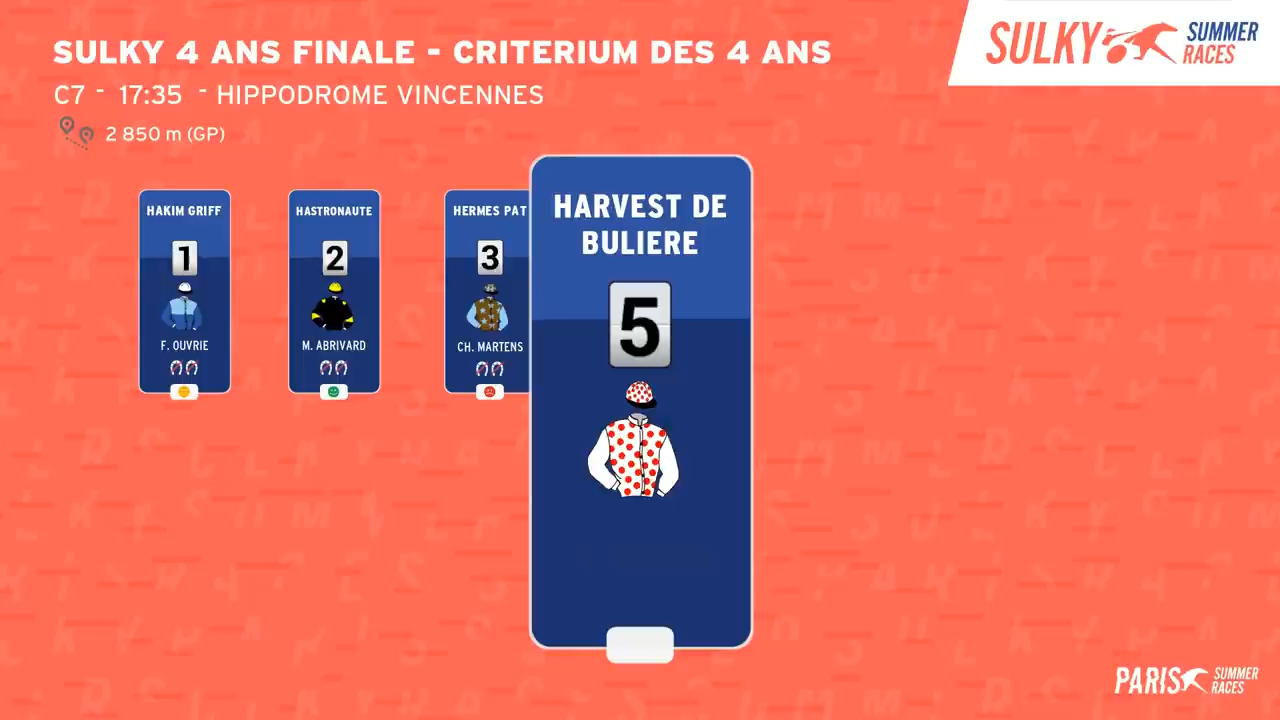 SULKY 4 ANS FINALE - CRITERIUM DES 4 ANS
C7 - 17:35 - HIPPODROME VINCENNES
2 850 m (GP)
SULKY SUMMER
RACES
HAKIM GRIFF
1
F. OUVRIE
HASTRONAUTE
2
M. ABRIVARD
HERMES PAT
3
CH. MARTENS
HARVEST DE
BULIERE
5
PARIS SUMMER
RACES